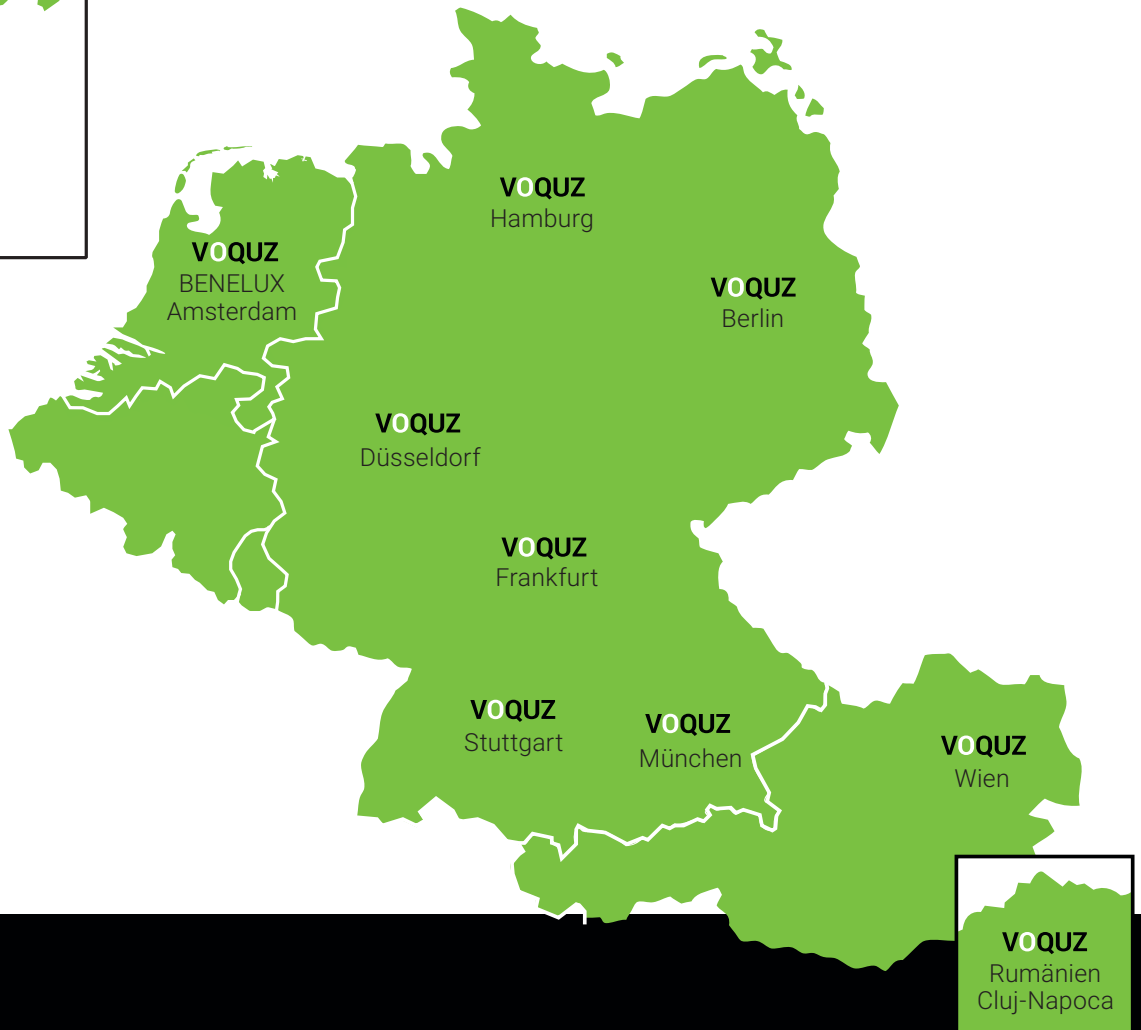 VOQUZ
Hamburg
VOQUZ
BENELUX
Amsterdam
VOQUZ
Berlin
VOQUZ
Düsseldorf
VOQUZ
Frankfurt
VOQUZ
Stuttgart
VOQUZ
München
VOQUZ
Wien
VOQUZ
Rumänien
Cluj-Napoca